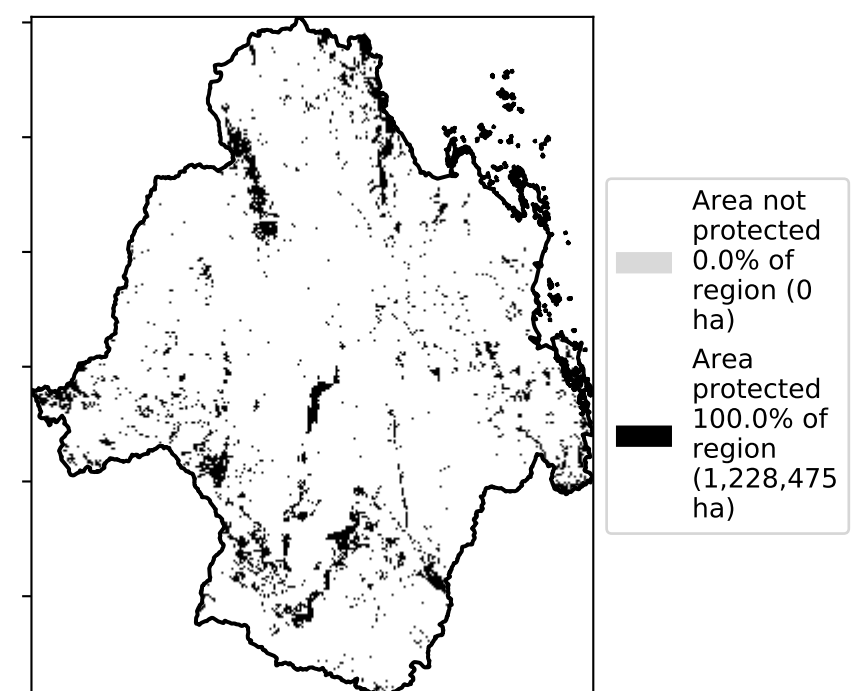 Area not
protected
0.0% of
region (0
ha)
Area
protected
100.0% of
region
(1,228,475
ha)